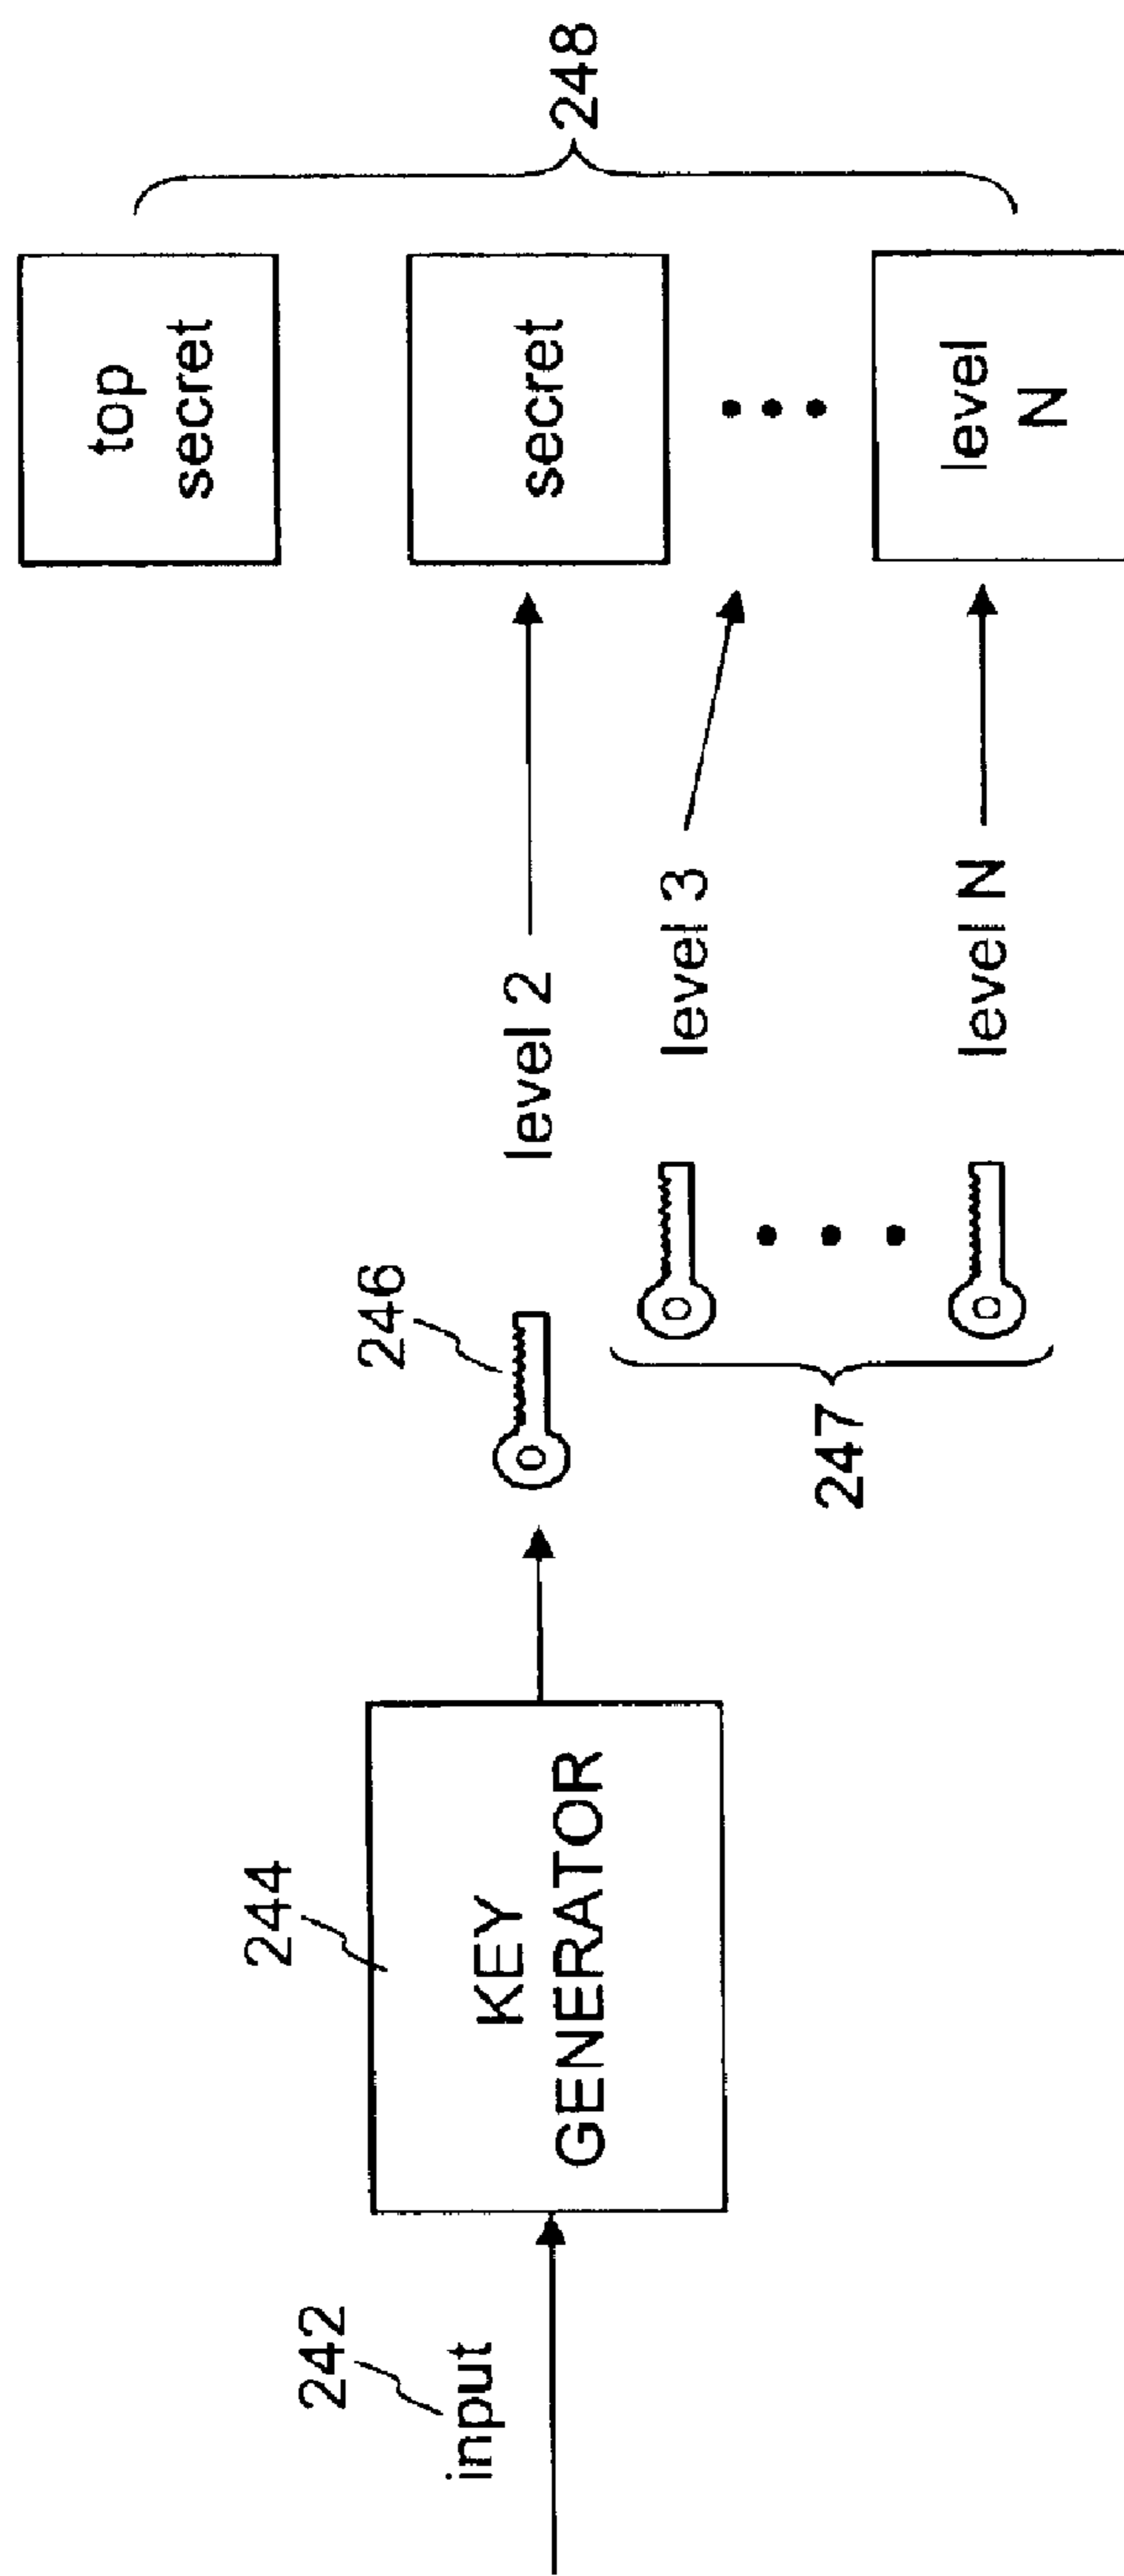 242
input
244
KEY
GENERATOR
246
247
level 2
level 3
level N
top
secret
secret
level
N
248